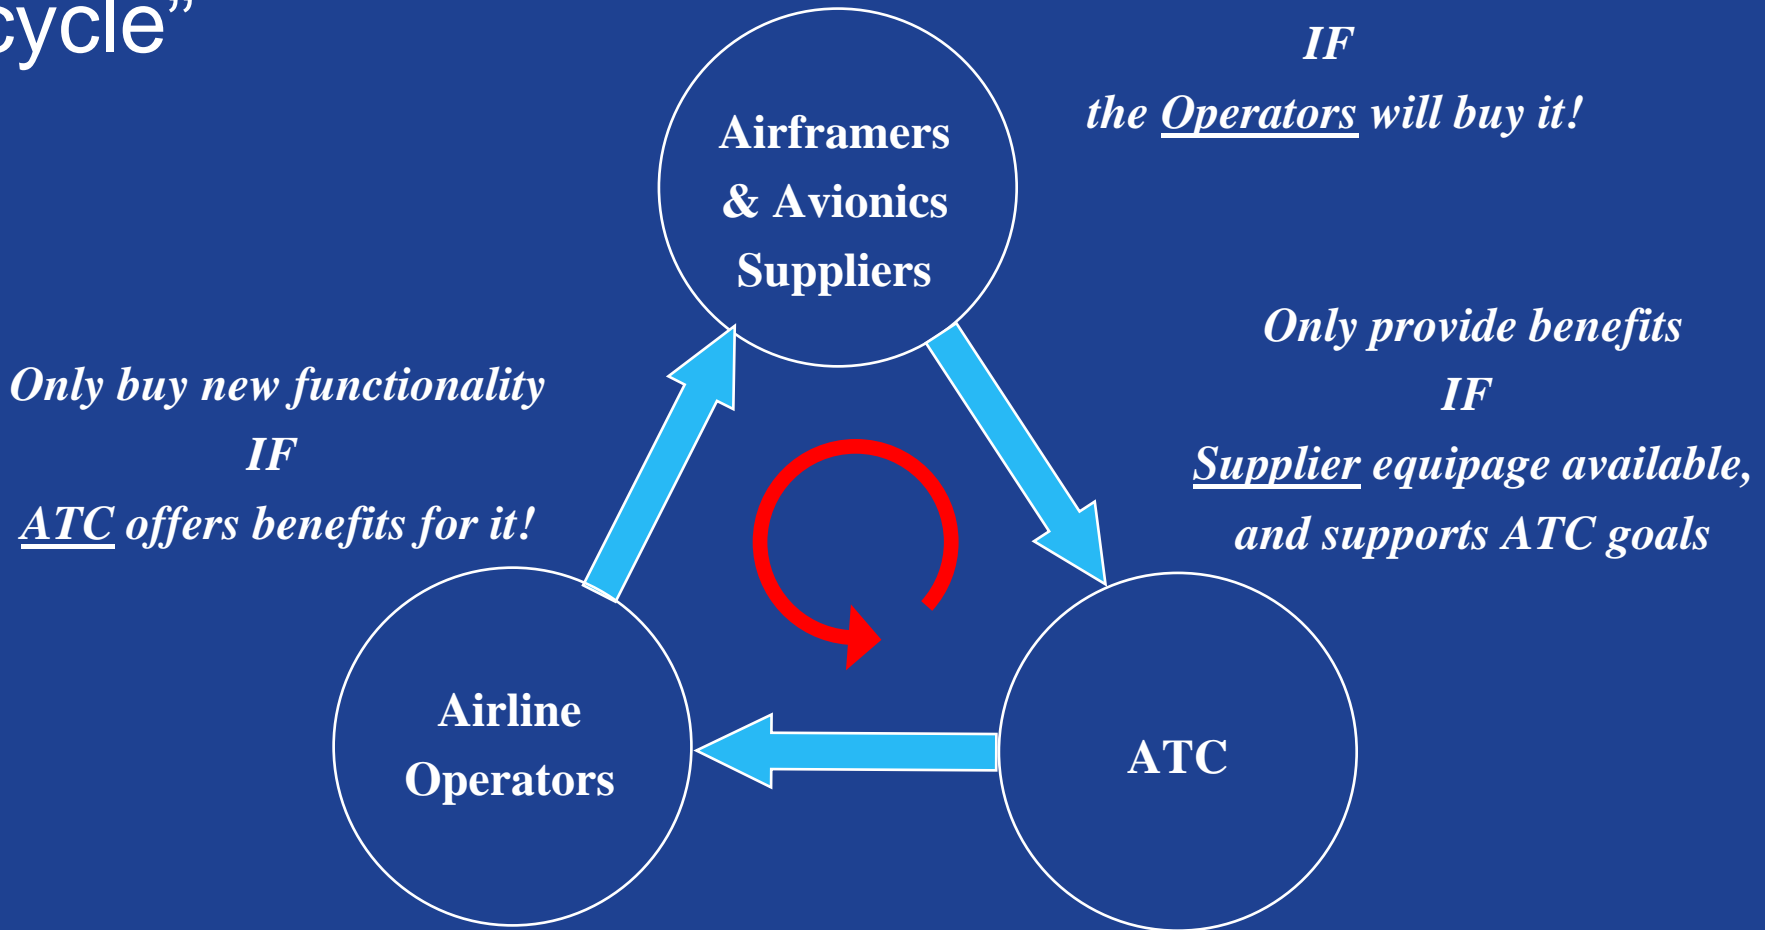 cycle”
IF
the Operators will buy it!
Airframers
& Avionics
Suppliers
Only provide benefits
IF
Supplier equipage available,
and supports ATC goals
Only buy new functionality
IF
ATC offers benefits for it!
Airline
Operators
ATC